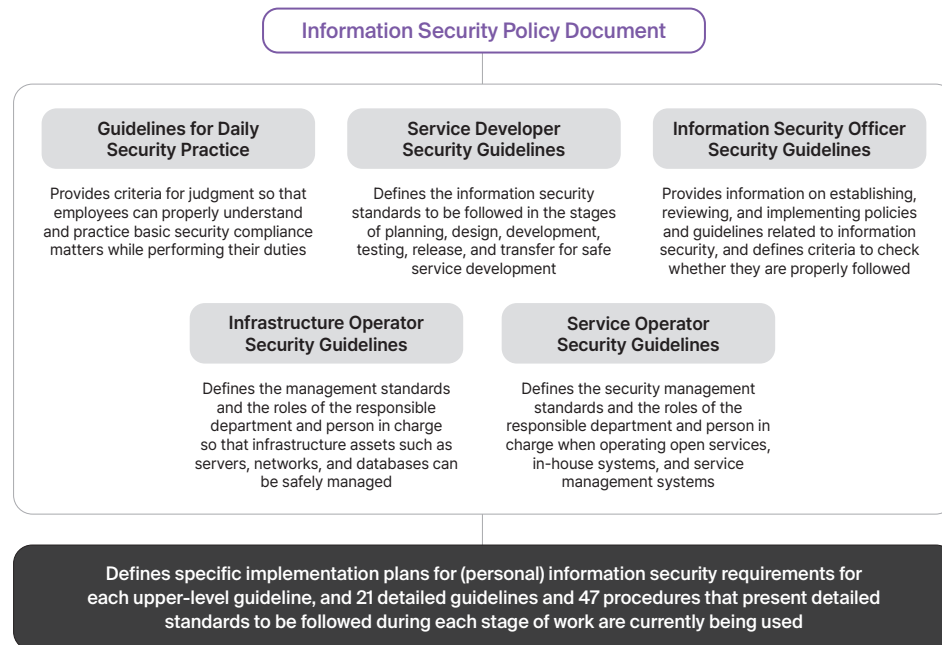 Information Security Policy Document
Guidelines for Daily
Security Practice
Provides criteria for judgment so that
employees can properly understand
and practice basic security compliance
matters while performing their duties
Service Developer
Security Guidelines
Defines the information security
standards to be followed in the stages
of planning, design, development,
testing, release, and transfer for safe
service development
Information Security Officer
Security Guidelines
Provides information on establishing,
reviewing, and implementing policies
and guidelines related to information
security, and defines criteria to check
whether they are properly followed
Infrastructure Operator
Security Guidelines
Defines the management standards
and the roles of the responsible
department and person in charge
so that infrastructure assets such as
servers, networks, and databases can
be safely managed
Service Operator
Security Guidelines
Defines the security management
standards and the roles of the
responsible department and person in
charge when operating open services,
in-house systems, and service
management systems
Defines specific implementation plans for (personal) information security requirements for
each upper-level guideline, and 21 detailed guidelines and 47 procedures that present detailed
standards to be followed during each stage of work are currently being used